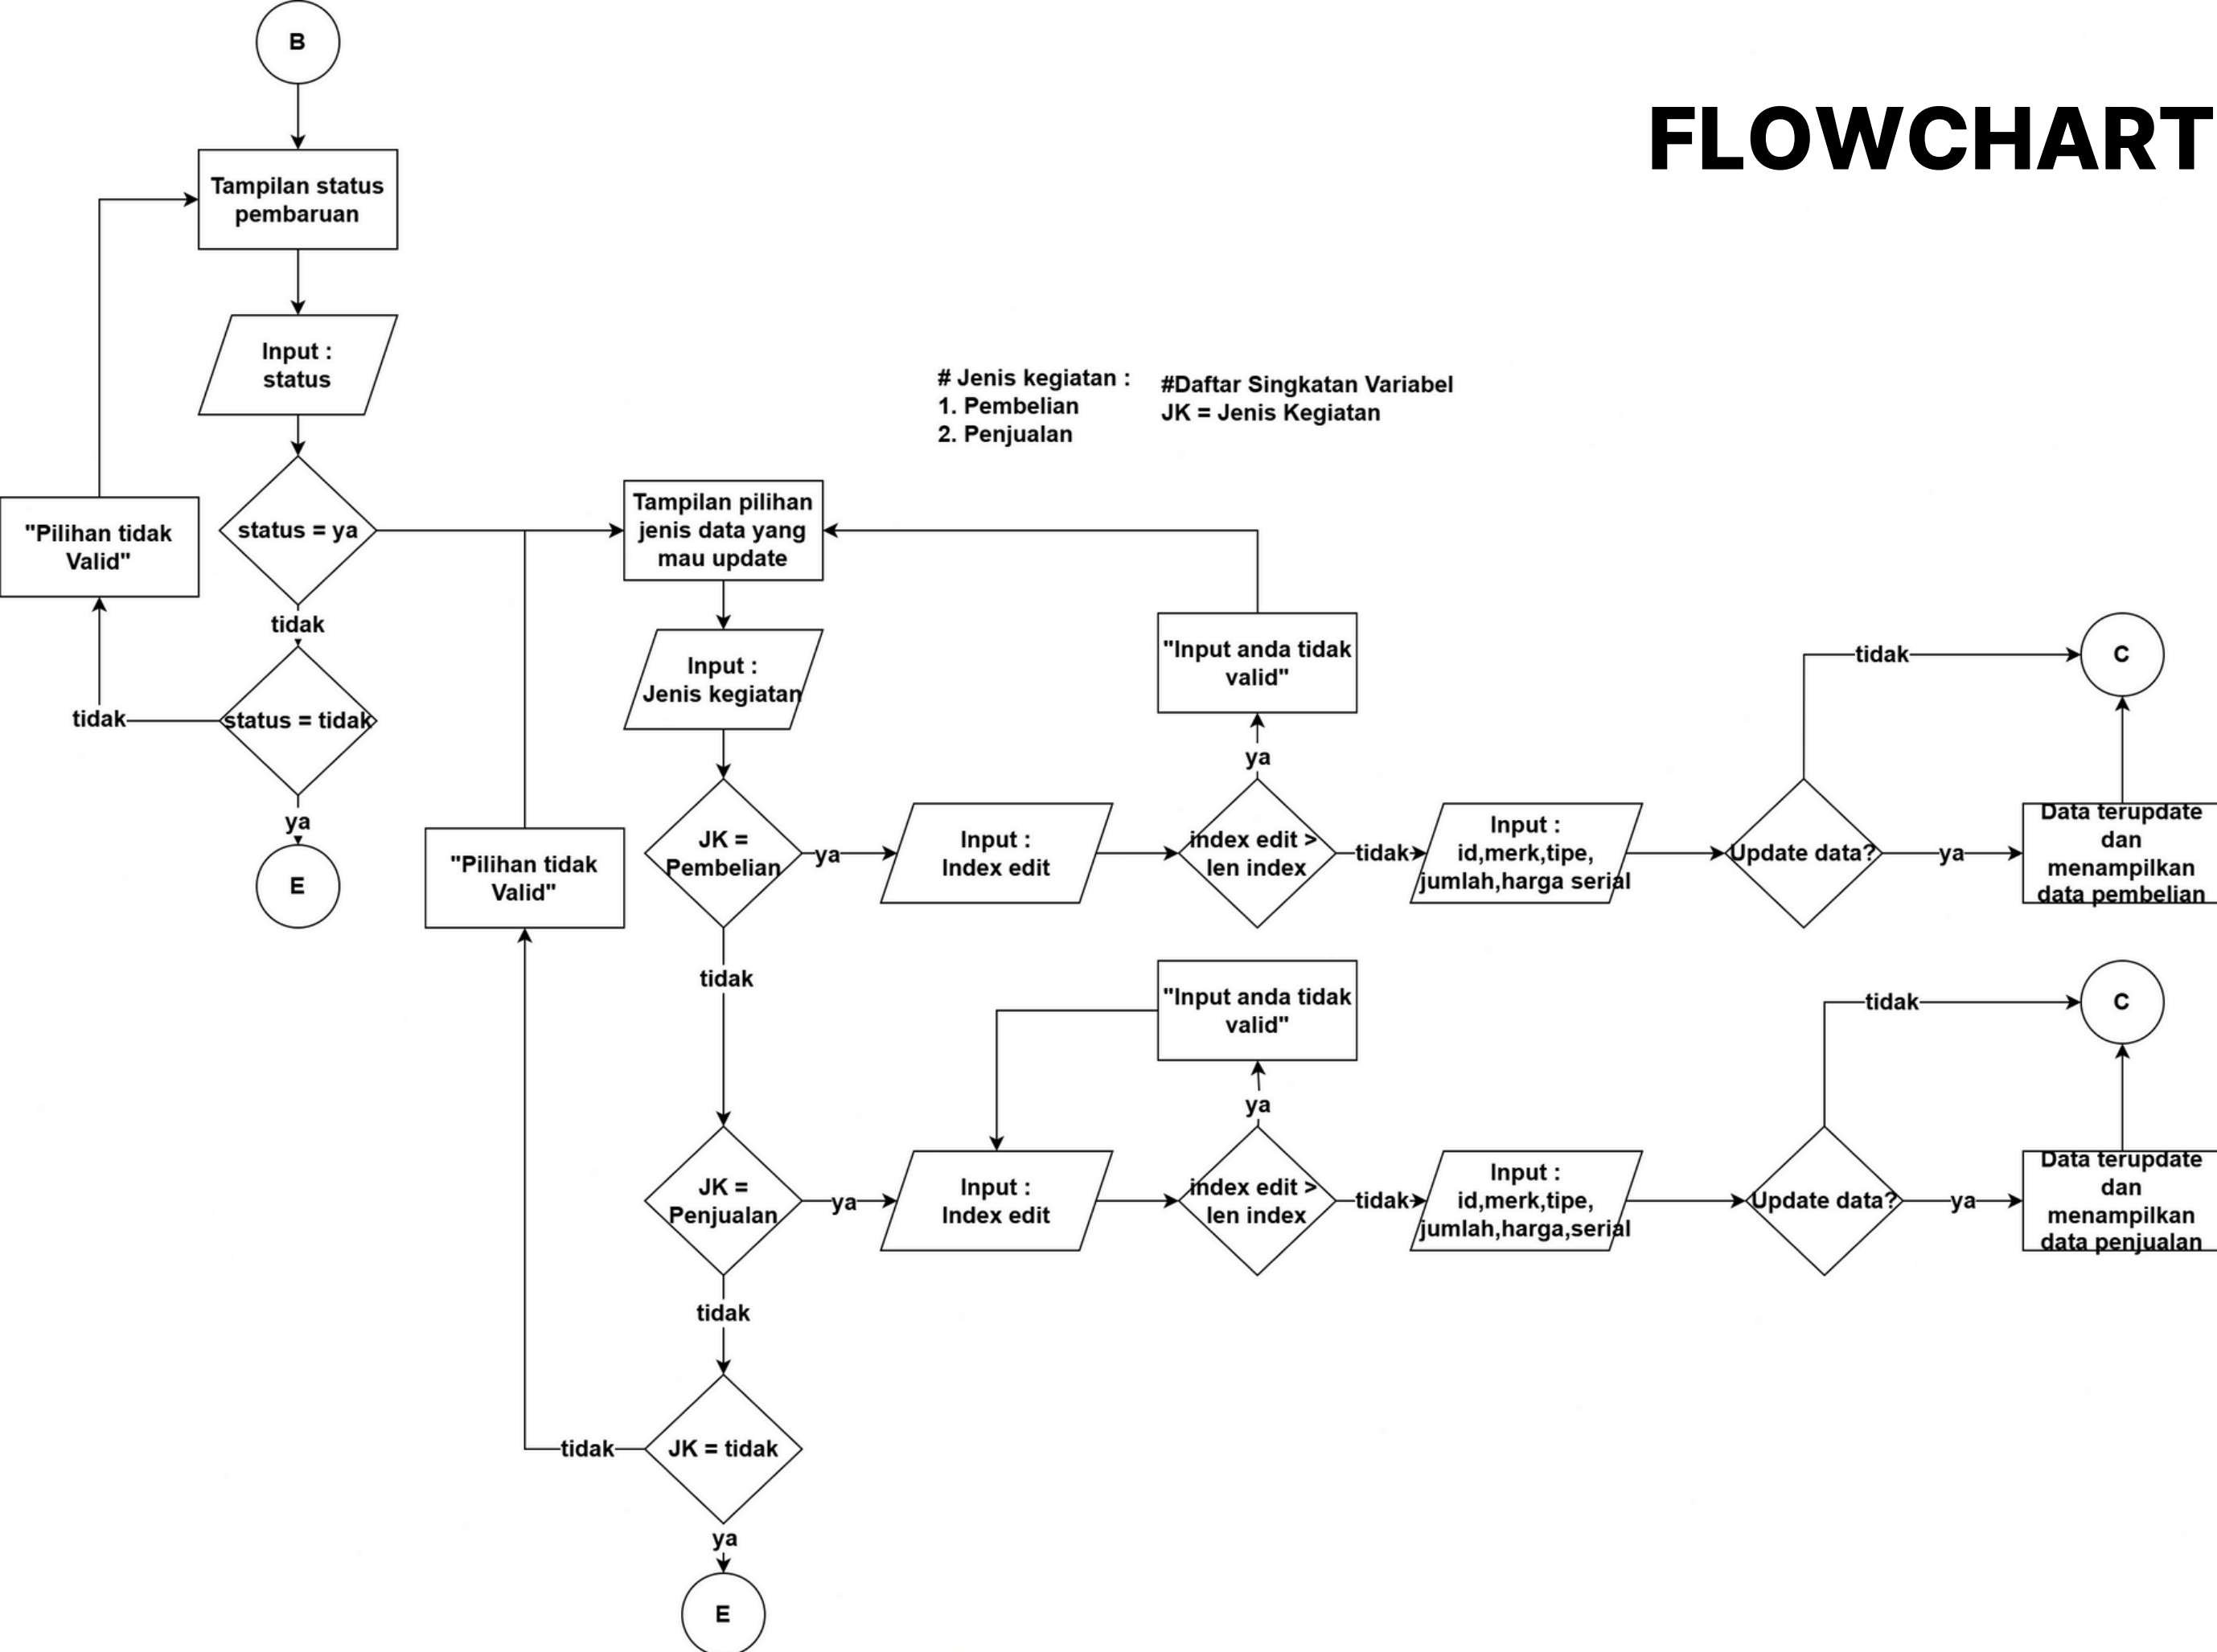 B
FLOWCHART
Tampilan status
pembaruan
Input :
status
# Jenis kegiatan :
1. Pembelian
2. Penjualan
#Daftar Singkatan Variabel
JK = Jenis Kegiatan
"Pilihan tidak
Valid"
status = ya
Tampilan pilihan
jenis data yang
mau update
tidak
status = tidak
tidak
ya
E
Input :
Jenis kegiatan
"Input anda tidak
valid"
ya
tidak
C
"Pilihan tidak
Valid"
JK =
Pembelian
ya
Input :
Index edit
index edit >
len index
tidak
Input :
id,merk,tipe,
jumlah,harga serial
Update data?
ya
Data terupdate
dan
menampilkan
data pembelian
tidak
"Input anda tidak
valid"
ya
tidak
C
JK =
Penjualan
ya
Input :
Index edit
index edit >
len index
tidak
Input :
id,merk,tipe,
jumlah,harga,serial
Update data?
ya
Data terupdate
dan
menampilkan
data penjualan
tidak
JK = tidak
tidak
ya
E